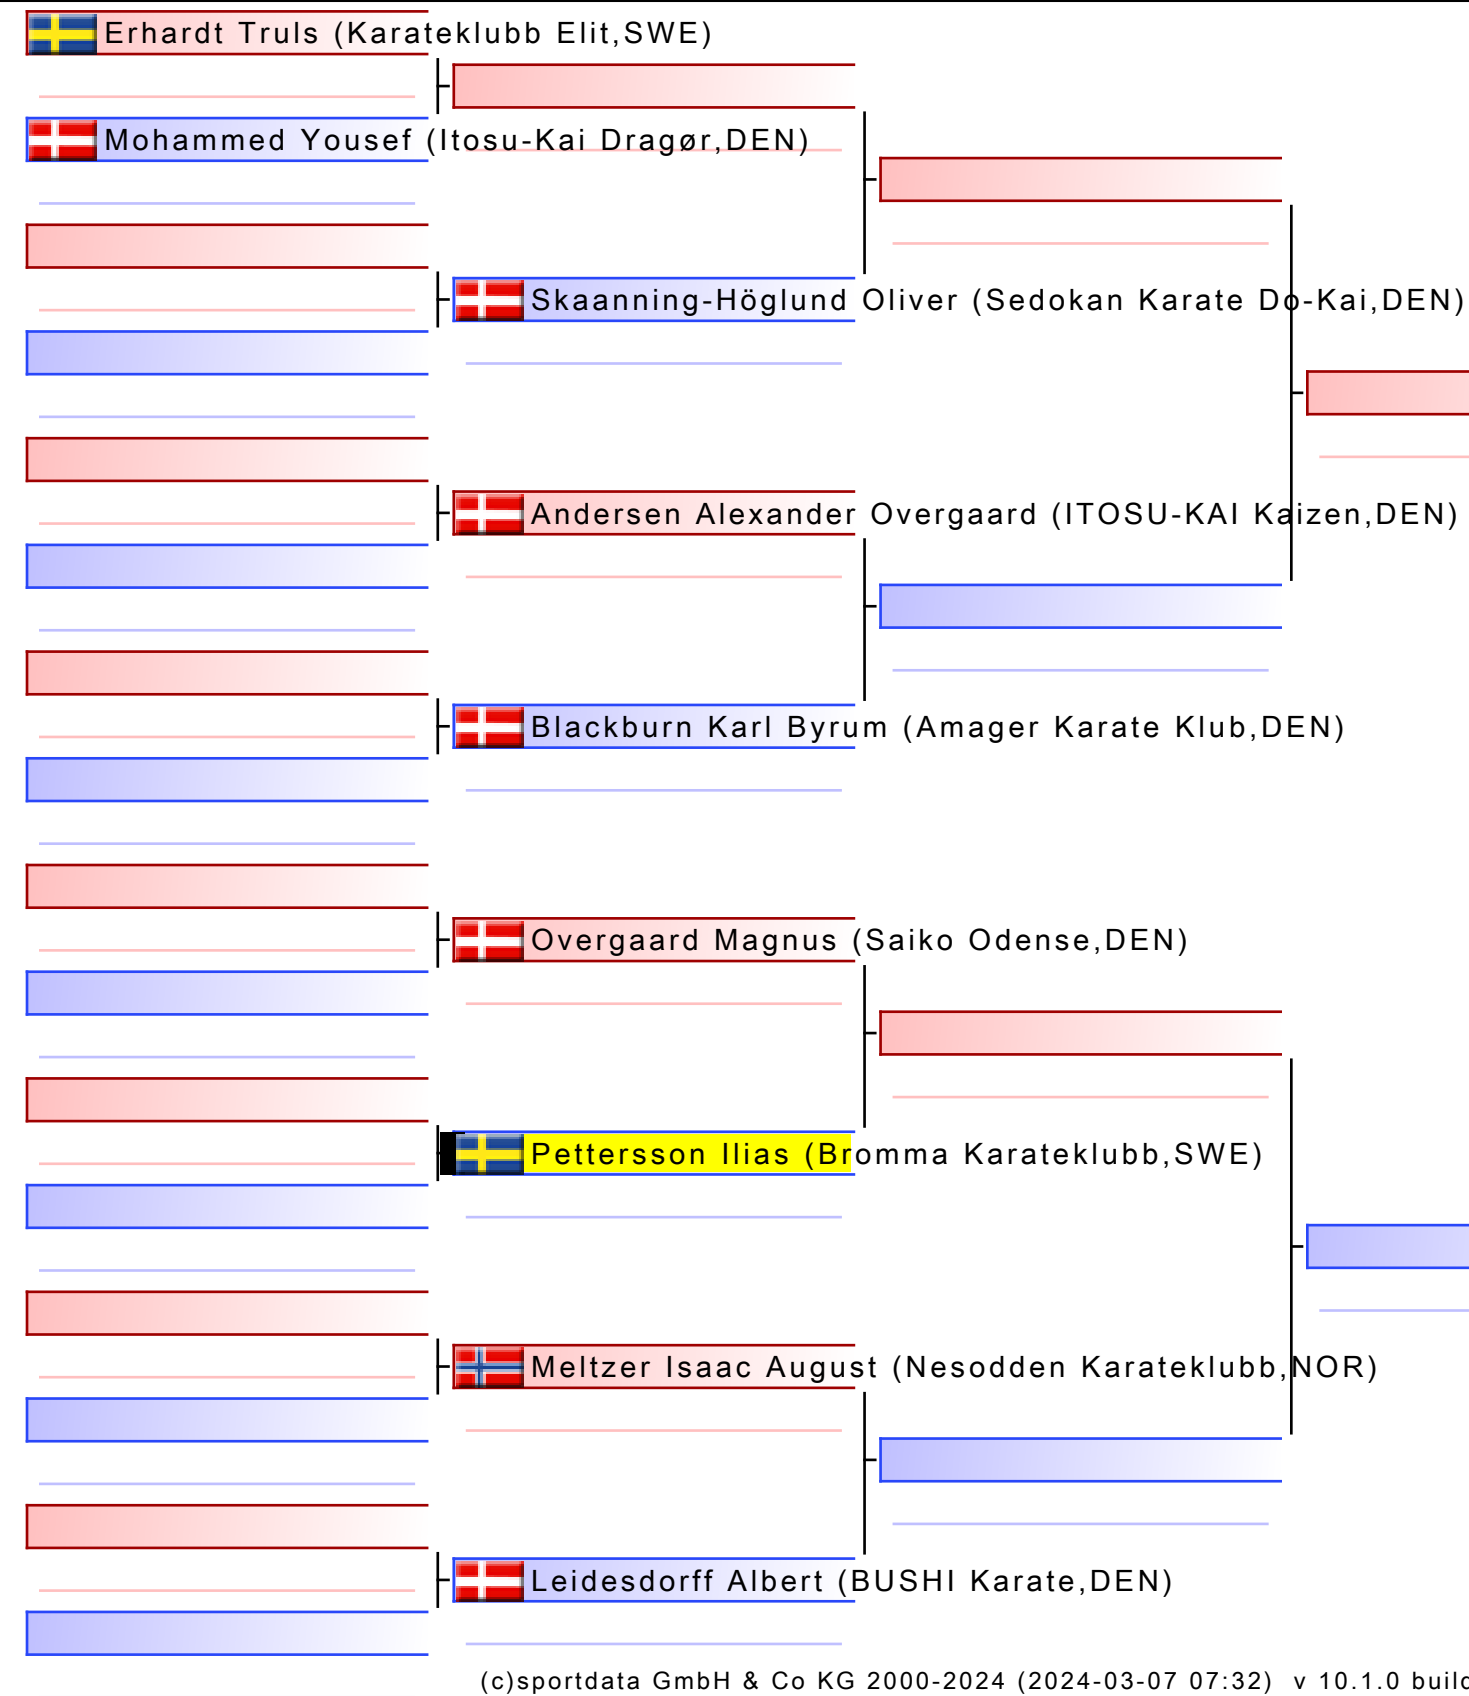 Erhardt Truls (Karateklubb Elit,SWE)
Mohammed Yousef (Itosu-Kai Dragør,DEN)
Skaanning-Höglund Oliver (Sedokan Karate Do-Kai,DEN)
Andersen Alexander Overgaard (ITOSU-KAI Kaizen,DEN)
Blackburn Karl Byrum (Amager Karate Klub,DEN)
Overgaard Magnus (Saiko Odense,DEN)
Pettersson Ilias (Bromma Karateklubb,SWE)
Meltzer Isaac August (Nesodden Karateklubb,NOR)
Leidesdorff Albert (BUSHI Karate,DEN)
(c)sportdata GmbH & Co KG 2000-2024 (2024-03-07 07:32) v 10.1.0 build